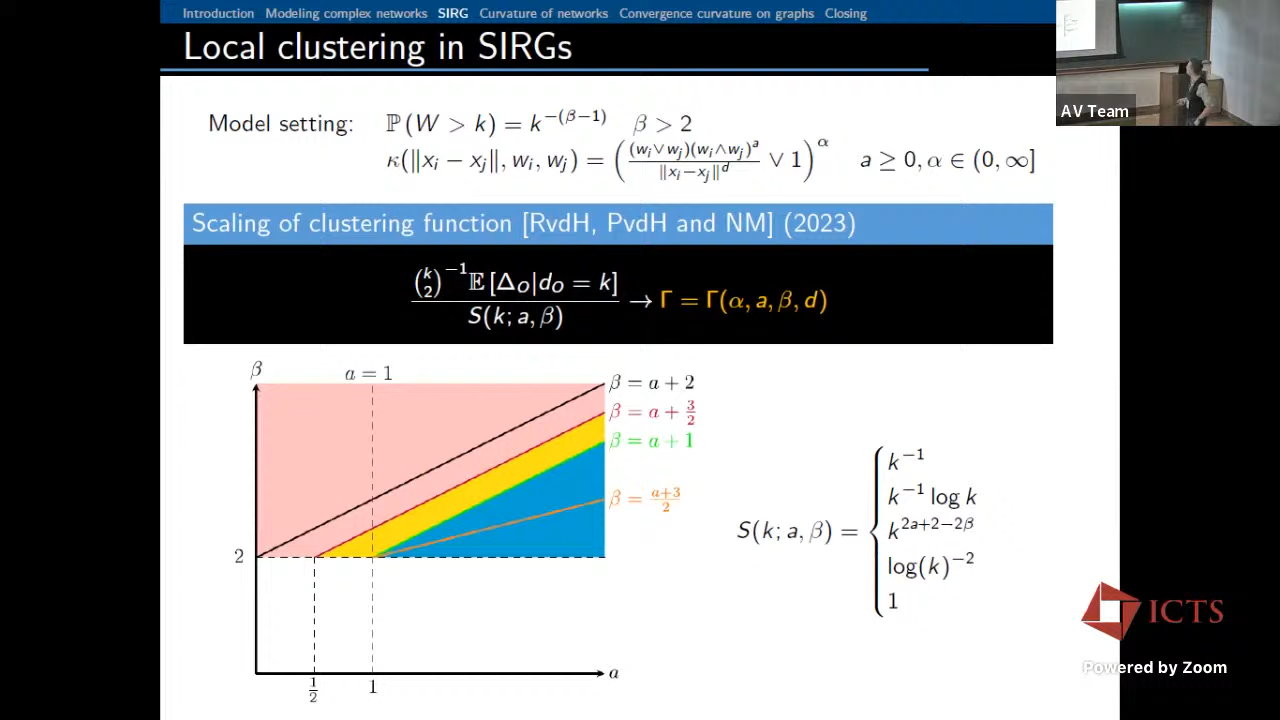 Introduction Modeling complex networks SIRG Curvature of networks Convergence curvature on graphs Closing
Local clustering in SIRGs
AV Team
Model setting: ℙ(W > k) = k^{−(β−1)} β > 2
κ(‖x_i − x_j‖, w_i, w_j) = ( (w_i ∨ w_j)(w_i ∧ w_j)^a / ‖x_i − x_j‖^d ∨ 1 )^α a ≥ 0, α ∈ (0, ∞]
Scaling of clustering function [RvdH, PvdH and NM] (2023)
\binom{k}{2}^{−1} 𝔼[Δ_O|d_O = k] / S(k; a, β) → Γ = Γ(α, a, β, d)
β
a = 1
β = a + 2
β = a + 3/2
β = a + 1
β = (a+3)/2
2
1/2
1
a
S(k; a, β) = {
k^{−1}
k^{−1} log k
k^{2a+2−2β}
log(k)^{−2}
1
ICTS
Powered by Zoom